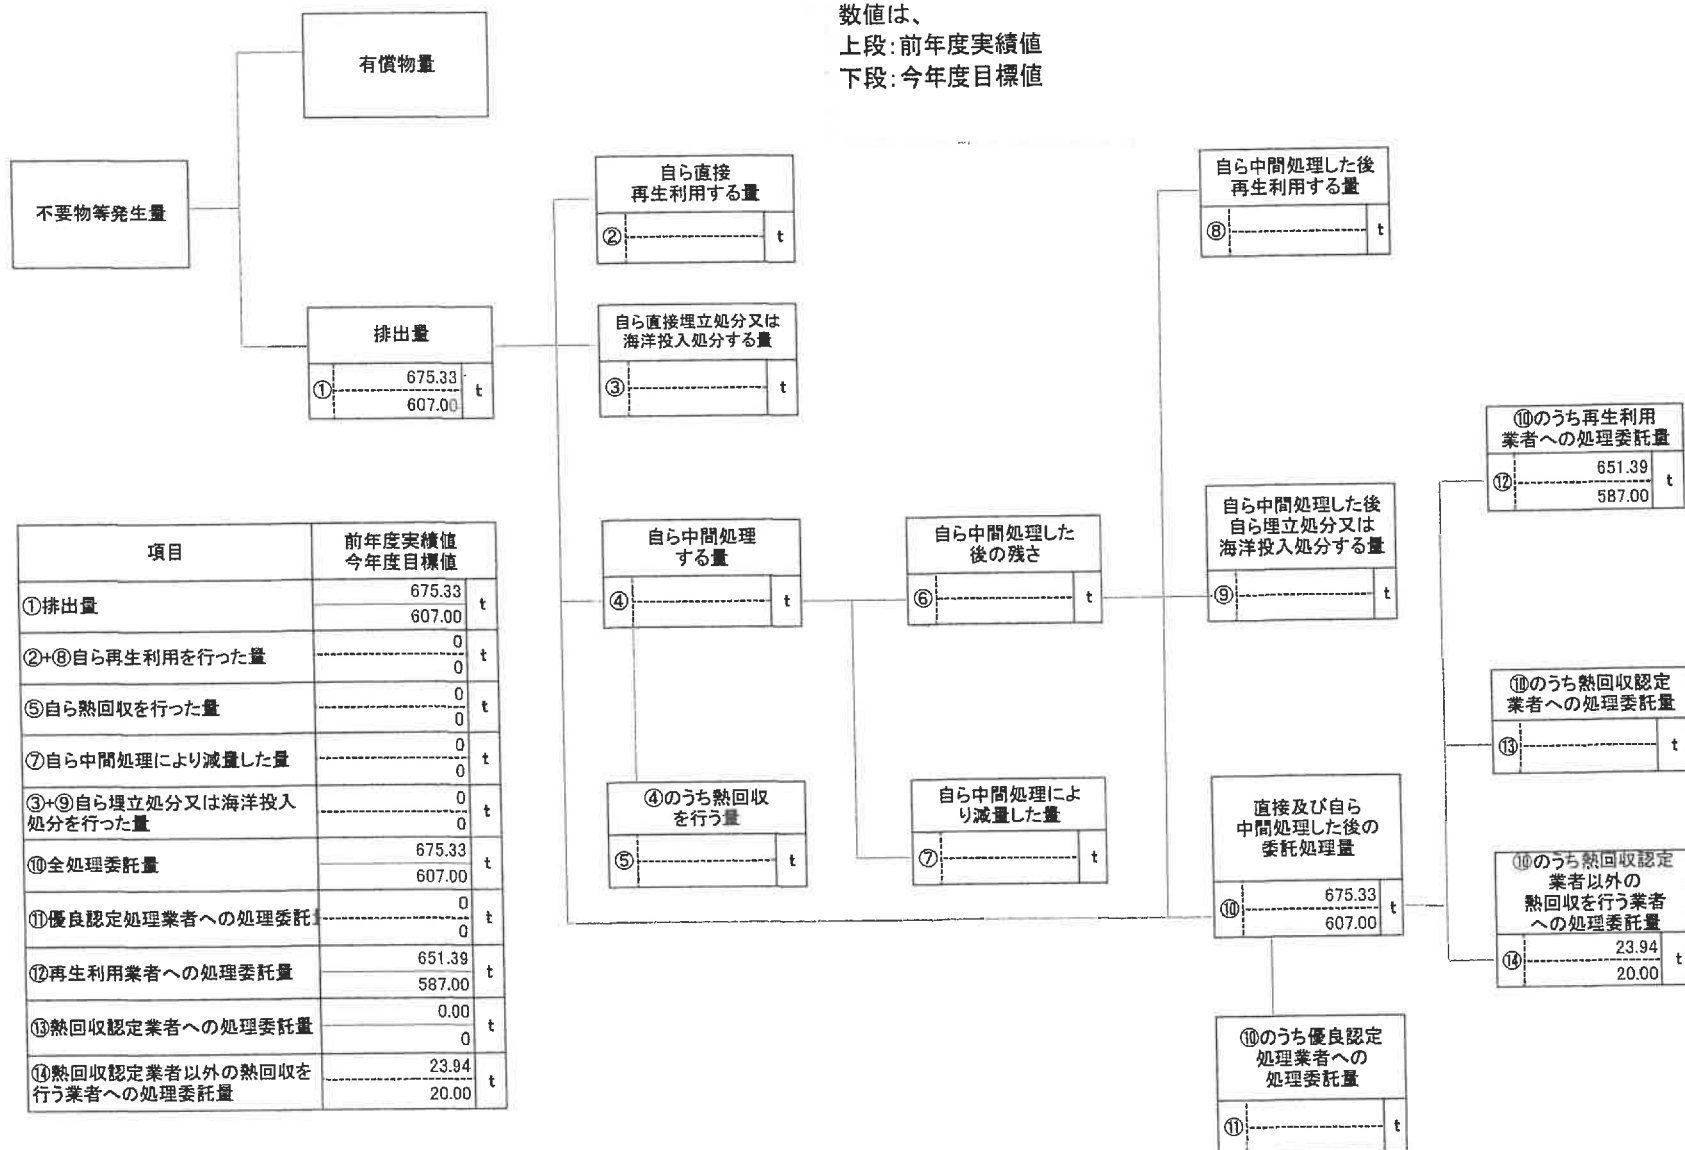 数値は、
上段:前年度実績値
下段:今年度目標値
有償物量
不要物等発生量
排出量
① 675.33 t
607.00
自ら直接
再生利用する量
② t
自ら直接埋立処分又は
海洋投入処分する量
③ t
自ら中間処理
する量
④ t
④のうち熱回収
を行う量
⑤ t
自ら中間処理した
後の残さ
⑥ t
自ら中間処理によ
り減量した量
⑦ t
自ら中間処理した後
再生利用する量
⑧ t
自ら中間処理した後
自ら埋立処分又は
海洋投入処分する量
⑨ t
直接及び自ら
中間処理した後の
委託処理量
⑩ 675.33 t
607.00
⑩のうち優良認定
処理業者への
処理委託量
⑪ t
⑩のうち再生利用
業者への処理委託量
⑫ 651.39 t
587.00
⑩のうち熱回収認定
業者への処理委託量
⑬ t
⑩のうち熱回収認定
業者以外の
熱回収を行う業者
への処理委託量
⑭ 23.94 t
20.00
項目 前年度実績値
今年度目標値
①排出量 675.33 t
607.00
②+⑧自ら再生利用を行った量 0 t
0
⑤自ら熱回収を行った量 0 t
0
⑦自ら中間処理により減量した量 0 t
0
③+⑨自ら埋立処分又は海洋投入
処分を行った量 0 t
0
⑩全処理委託量 675.33 t
607.00
⑪優良認定処理業者への処理委託 0 t
0
⑫再生利用業者への処理委託量 651.39 t
587.00
⑬熱回収認定業者への処理委託量 0.00 t
0
⑭熱回収認定業者以外の熱回収を
行う業者への処理委託量 23.94 t
20.00